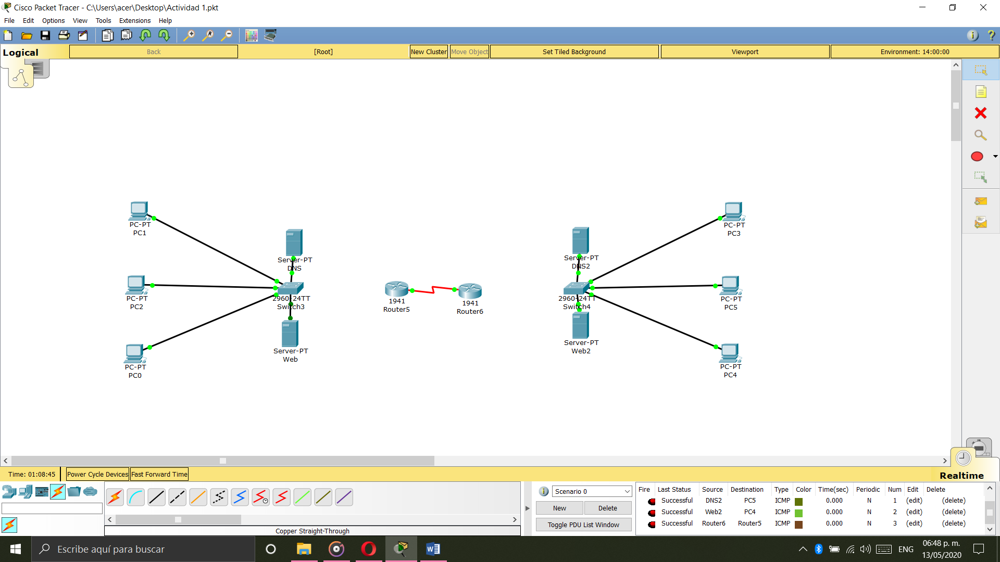 Cisco Packet Tracer - C:\Users\acer\Desktop\Actividad 1.pkt
File Edit Options View Tools Extensions Help
Logical Back [Root] New Cluster Move Object Set Tiled Background Viewport Environment: 14:00:00
PC-PT
PC1
PC-PT
PC2
PC-PT
PC0
Server-PT
DNS
2960-24TT
Switch3
Server-PT
Web
1941
Router5
1941
Router6
Server-PT
DNS2
2960-24TT
Switch4
Server-PT
Web2
PC-PT
PC3
PC-PT
PC5
PC-PT
PC4
Time: 01:08:45 Power Cycle Devices Fast Forward Time Realtime
Copper Straight-Through
Scenario 0
New Delete
Toggle PDU List Window
Fire Last Status Source Destination Type Color Time(sec) Periodic Num Edit Delete
Successful DNS2 PC5 ICMP 0.000 N 1 (edit) (delete)
Successful Web2 PC4 ICMP 0.000 N 2 (edit) (delete)
Successful Router6 Router5 ICMP 0.000 N 3 (edit) (delete)
Escribe aquí para buscar
ENG
06:48 p. m.
13/05/2020